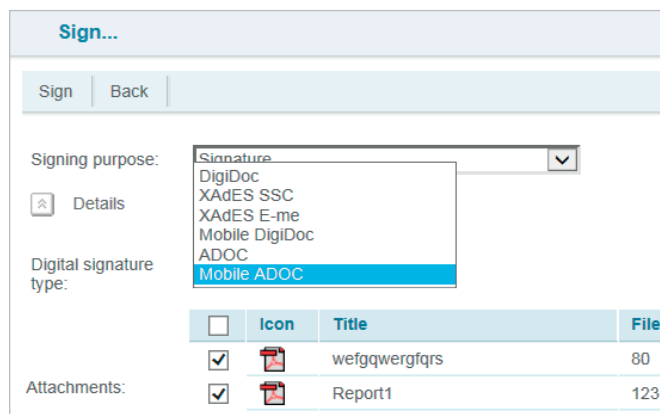 Sign...
Sign Back
Signing purpose: Signature
DigiDoc
XAdES SSC
Details
XAdES E-me
Mobile DigiDoc
ADOC
Digital signature type:
Mobile ADOC
Icon Title File
wefgqwergfqrs 80
Attachments:
Report1 123